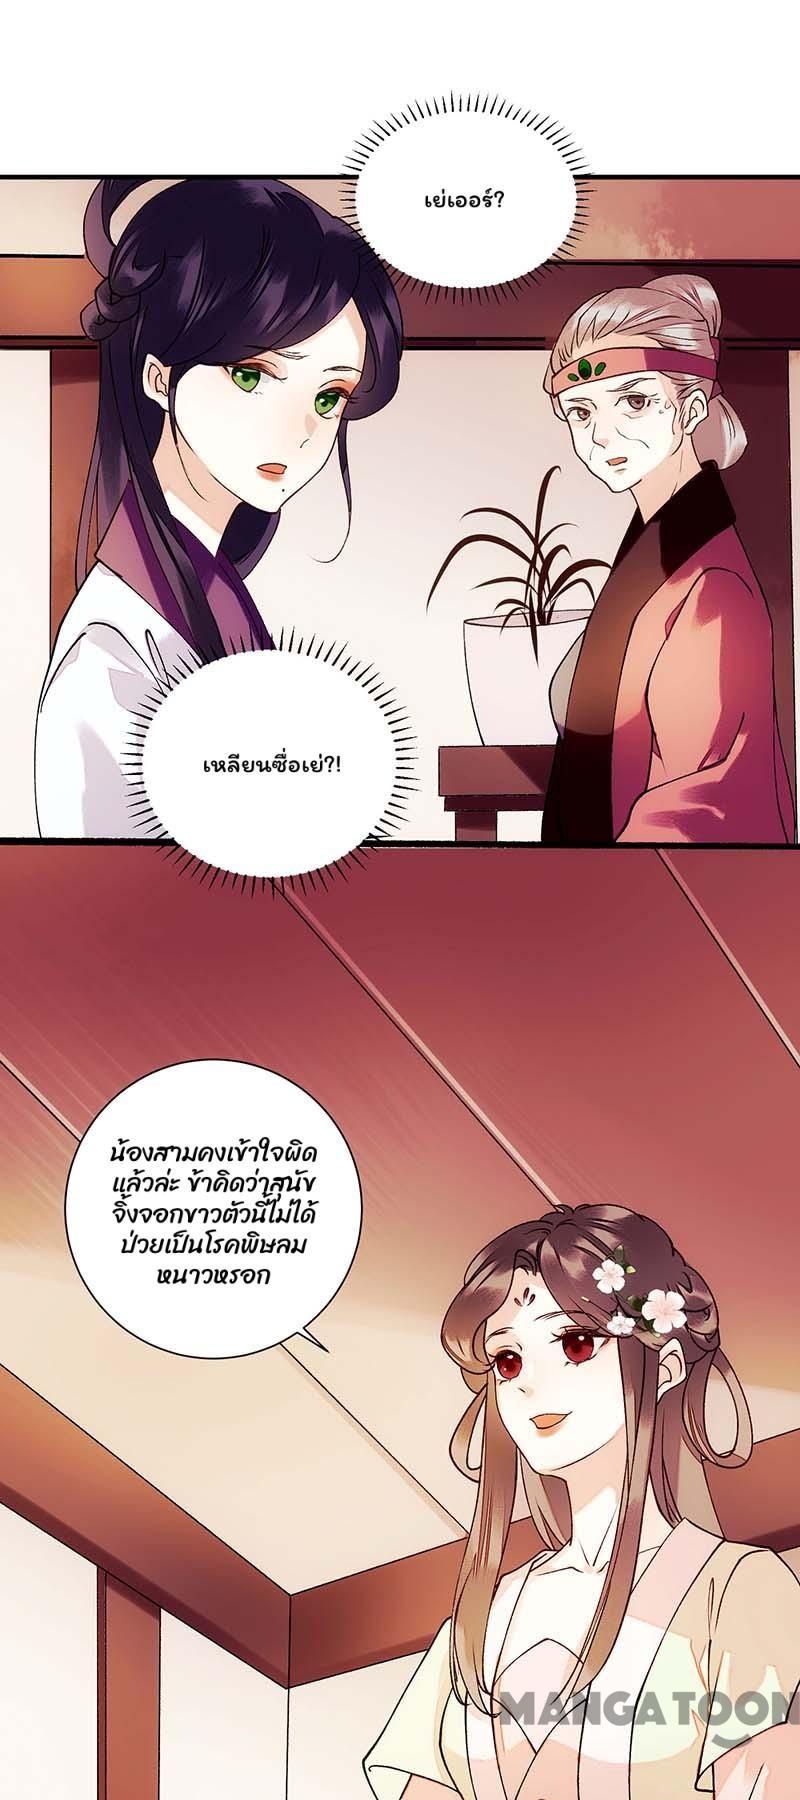 เย่เออร์?
เหลียนซื่อเย่?!
น้องสามคงเข้าใจผิด
แล้วล่ะ ข้าคิดว่าสุนัข
จิ้งจอกขาวตัวนี้ไม่ได้
ป่วยเป็นโรคพิษลม
หนาวหรอก
MANGATOON